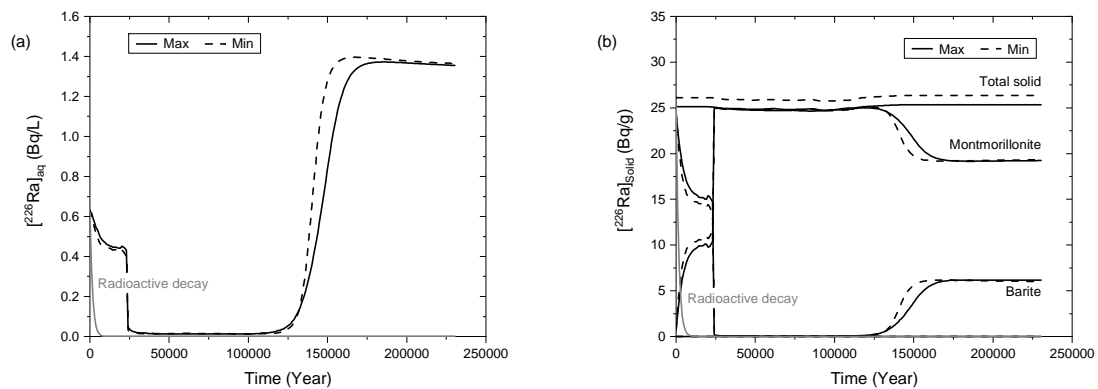 (a)
Max
Min
1.6
1.4
1.2
1.0
0.8
0.6
0.4
0.2
0.0
[²²⁶Ra]aq (Bq/L)
Radioactive decay
0
50000
100000
150000
200000
250000
Time (Year)
(b)
Max
Min
35
30
25
20
15
10
5
0
[²²⁶Ra]Solid (Bq/g)
Total solid
Montmorillonite
Radioactive decay
Barite
0
50000
100000
150000
200000
250000
Time (Year)